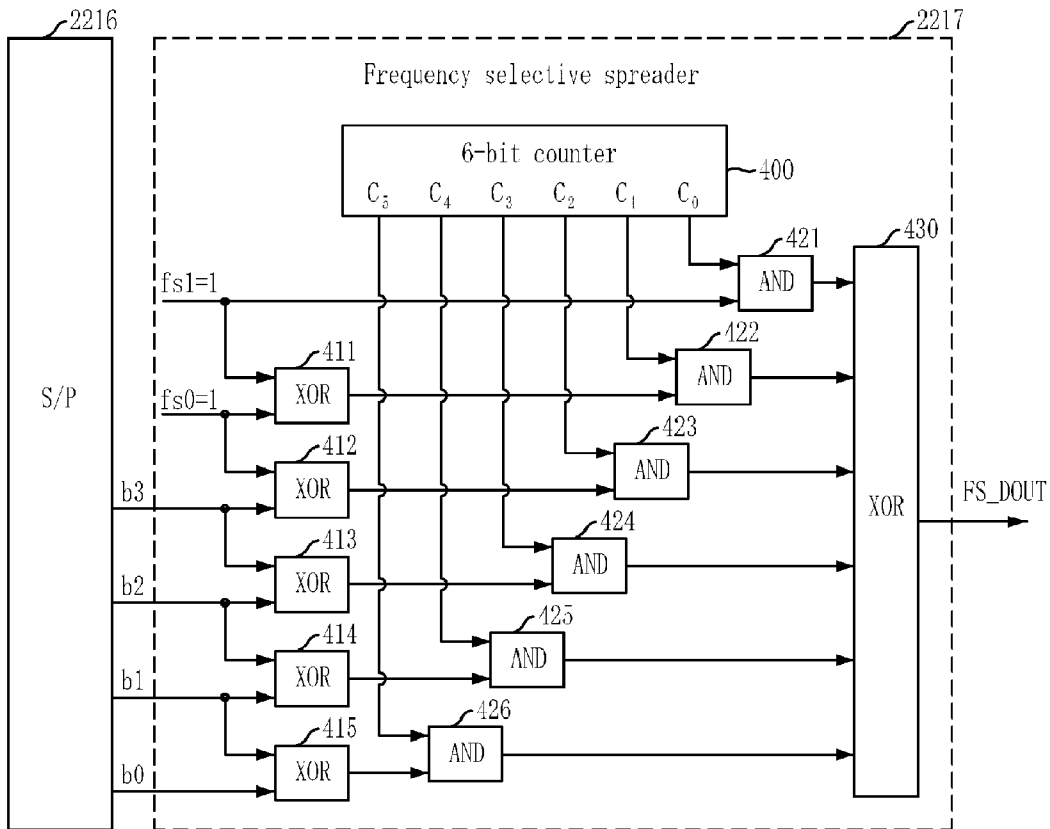 2216
2217
Frequency selective spreader
6-bit counter
400
C5 C4 C3 C2 C1 C0
421
430
AND
fs1=1
422
411
AND
S/P
XOR
fs0=1
423
412
AND
XOR
b3
FS_DOUT
XOR
424
413
AND
XOR
b2
425
414
AND
XOR
b1
426
415
AND
XOR
b0